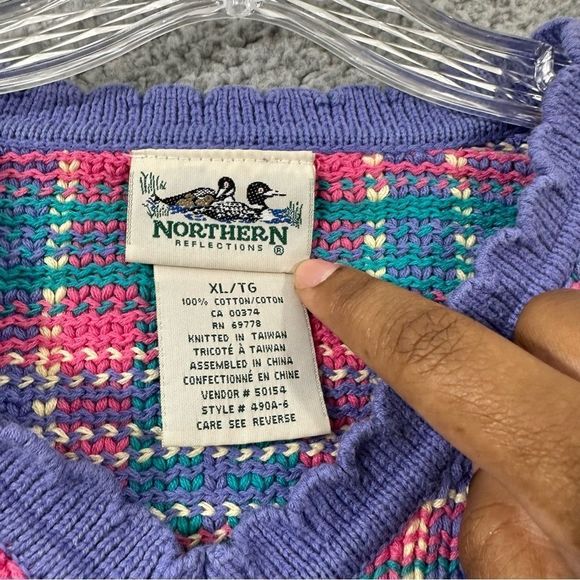 NORTHERN
REFLECTIONS ®
XL/TG
100% COTTON/COTON
CA 00374
RN 69778
KNITTED IN TAIWAN
TRICOTÉ À TAIWAN
ASSEMBLED IN CHINA
CONFECTIONNÉ EN CHINE
VENDOR # 50154
STYLE # 490A-6
CARE SEE REVERSE